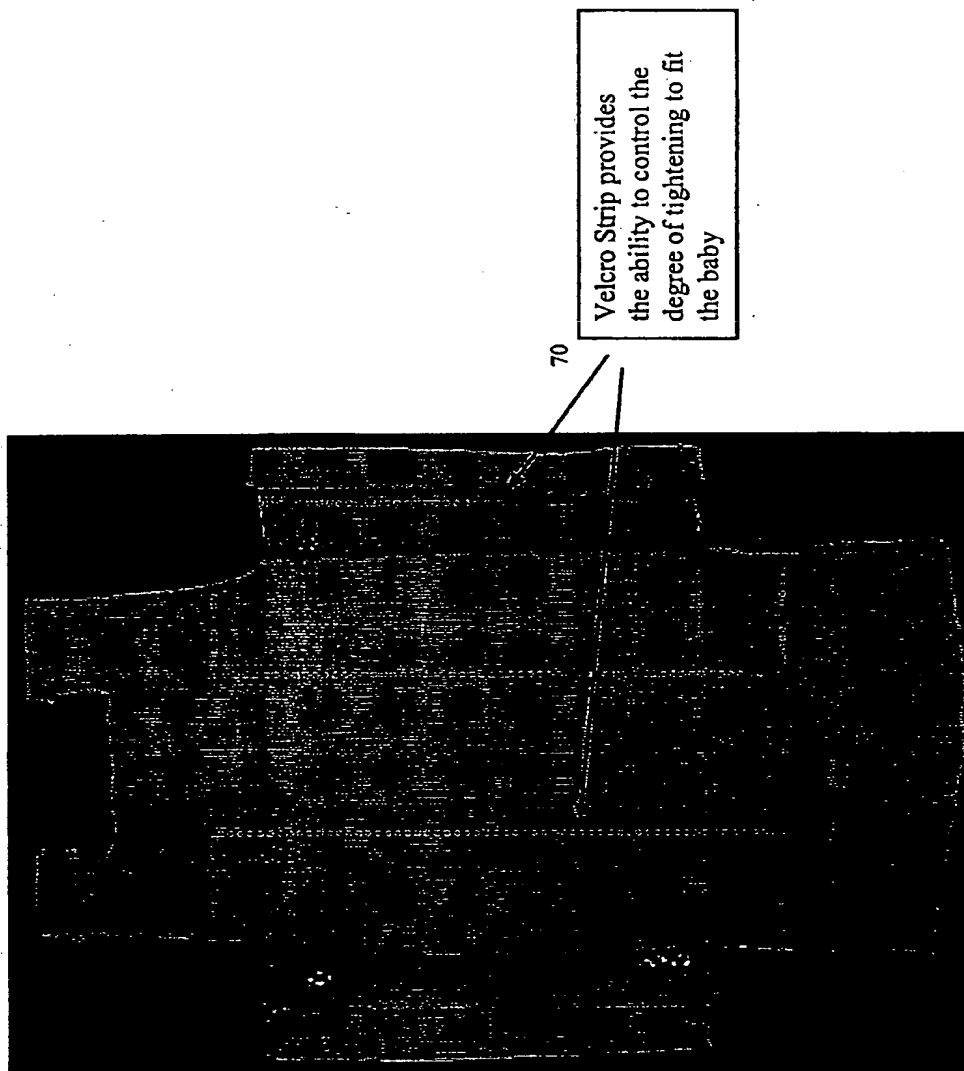 70
Velcro Strip provides
the ability to control the
degree of tightening to fit
the baby